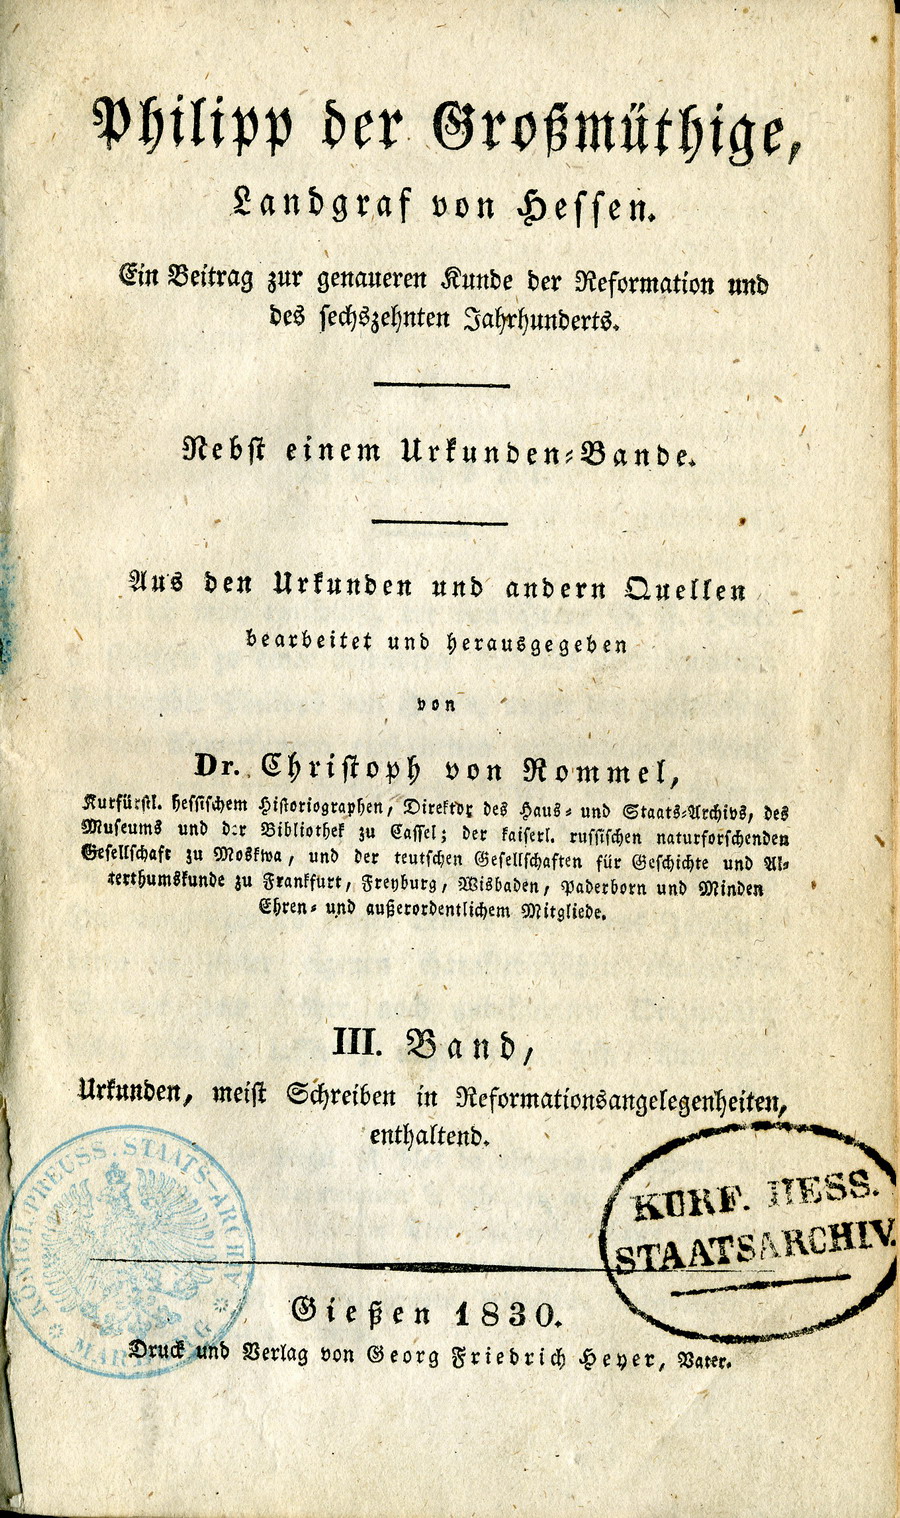 Philipp der Großmüthige,
Landgraf von Hessen.
Ein Beitrag zur genaueren Kunde der Reformation und
des sechszehnten Jahrhunderts.
Nebst einem Urkunden-Bande.
Aus den Urkunden und andern Quellen
bearbeitet und herausgegeben
von
Dr. Christoph von Rommel,
Kurfürstl. hessischem Historiographen, Direktor des Haus- und Staats-Archivs, des
Museums und der Bibliothek zu Cassel; der kaiserl. russischen naturforschenden
Gesellschaft zu Moskwa, und der teutschen Gesellschaften für Geschichte und Al-
terthumskunde zu Frankfurt, Freyburg, Wisbaden, Paderborn und Minden
Ehren- und außerordentlichem Mitgliede.
III. Band,
Urkunden, meist Schreiben in Reformationsangelegenheiten,
enthaltend.
KÖNIGL. PREUSS. STAATS-ARCHIV
MARBURG
KURF. HESS.
STAATSARCHIV.
Gießen 1830.
Druck und Verlag von Georg Friedrich Heyer, Vater.